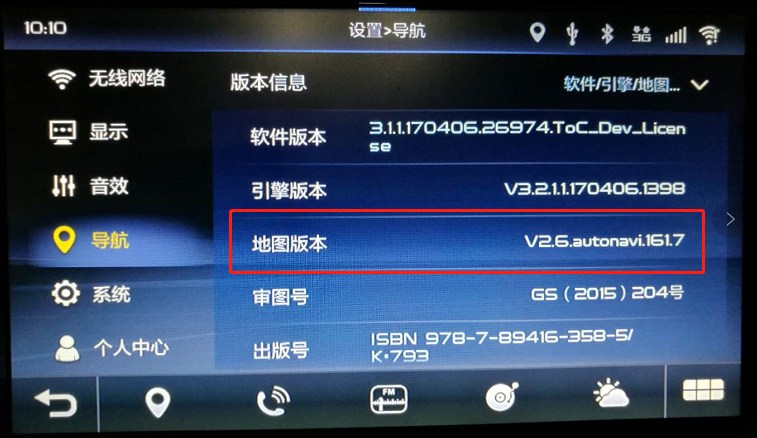 10:10
设置>导航
3G
无线网络
版本信息
软件/引擎/地图...
显示
软件版本
3.1.1.170406.26974.ToC_Dev_Licen
se
音效
引擎版本
V3.2.1.1.170406.1398
导航
地图版本
V2.6.autonavi.161.7
系统
审图号
GS（2015）204号
个人中心
出版号
ISBN 978-7-89416-358-5/
K·793
FM